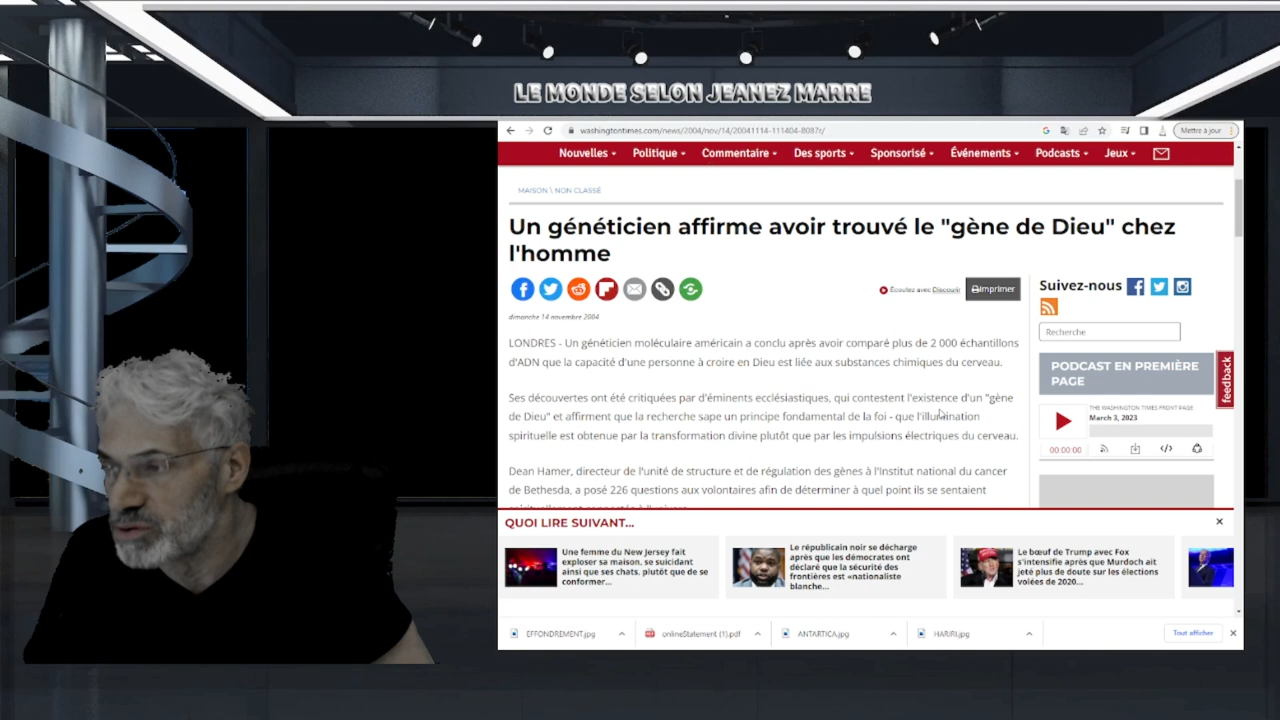 LE MONDE SELON JEANEZ MARRE
washingtontimes.com/news/2004/nov/14/20041114-111404-8087r/
Mettre à jour
Nouvelles Politique Commentaire Des sports Sponsorisé Événements Podcasts Jeux
MAISON \ NON CLASSÉ
Un généticien affirme avoir trouvé le "gène de Dieu" chez
l'homme
Écoutez avec Discourir
Imprimer
dimanche 14 novembre 2004
LONDRES - Un généticien moléculaire américain a conclu après avoir comparé plus de 2 000 échantillons
d'ADN que la capacité d'une personne à croire en Dieu est liée aux substances chimiques du cerveau.
Ses découvertes ont été critiquées par d'éminents ecclésiastiques, qui contestent l'existence d'un "gène
de Dieu" et affirment que la recherche sape un principe fondamental de la foi - que l'illumination
spirituelle est obtenue par la transformation divine plutôt que par les impulsions électriques du cerveau.
Dean Hamer, directeur de l'unité de structure et de régulation des gènes à l'Institut national du cancer
de Bethesda, a posé 226 questions aux volontaires afin de déterminer à quel point ils se sentaient
Suivez-nous
Recherche
PODCAST EN PREMIÈRE
PAGE
THE WASHINGTON TIMES FRONT PAGE
March 3, 2023
00:00:00
feedback
QUOI LIRE SUIVANT...
Une femme du New Jersey fait
exploser sa maison, se suicidant
ainsi que ses chats, plutôt que de se
conformer...
Le républicain noir se décharge
après que les démocrates ont
déclaré que la sécurité des
frontières est «nationaliste
blanche...
Le bœuf de Trump avec Fox
s'intensifie après que Murdoch ait
jeté plus de doute sur les élections
volées de 2020...
EFFONDREMENT.jpg
onlineStatement (1).pdf
ANTARTICA.jpg
HARIRI.jpg
Tout afficher